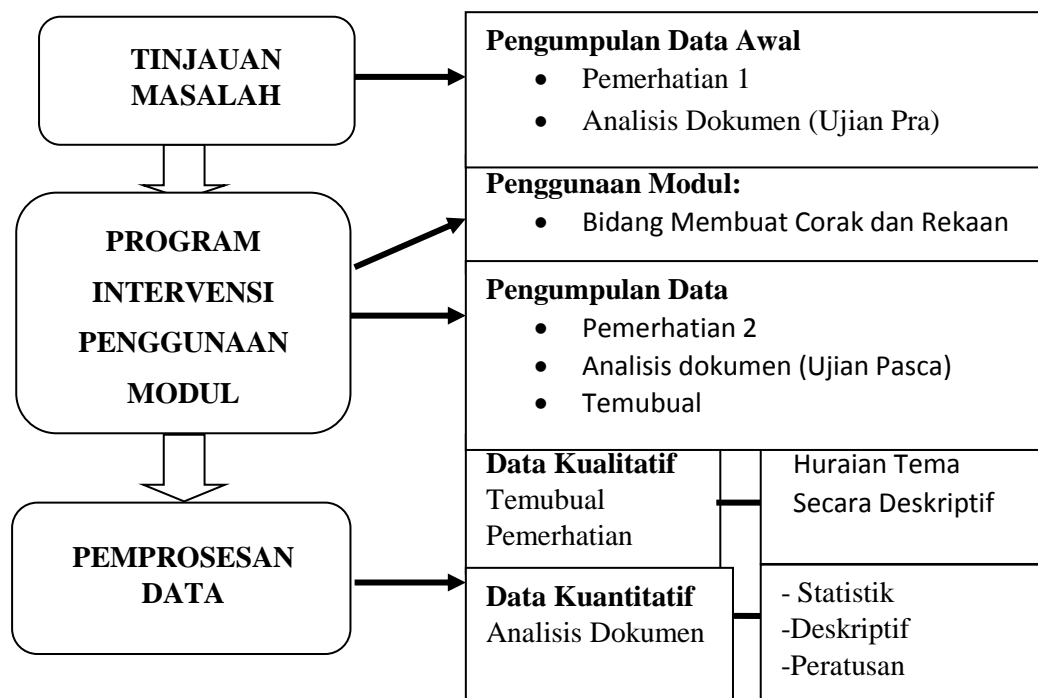 TINJAUAN
MASALAH
Pengumpulan Data Awal
• Pemerhatian 1
• Analisis Dokumen (Ujian Pra)
PROGRAM
INTERVENSI
PENGGUNAAN
MODUL
Penggunaan Modul:
• Bidang Membuat Corak dan Rekaan
Pengumpulan Data
• Pemerhatian 2
• Analisis dokumen (Ujian Pasca)
• Temubual
PEMPROSESAN
DATA
Data Kualitatif
Temubual
Pemerhatian
Huraian Tema
Secara Deskriptif
Data Kuantitatif
Analisis Dokumen
- Statistik
-Deskriptif
-Peratusan